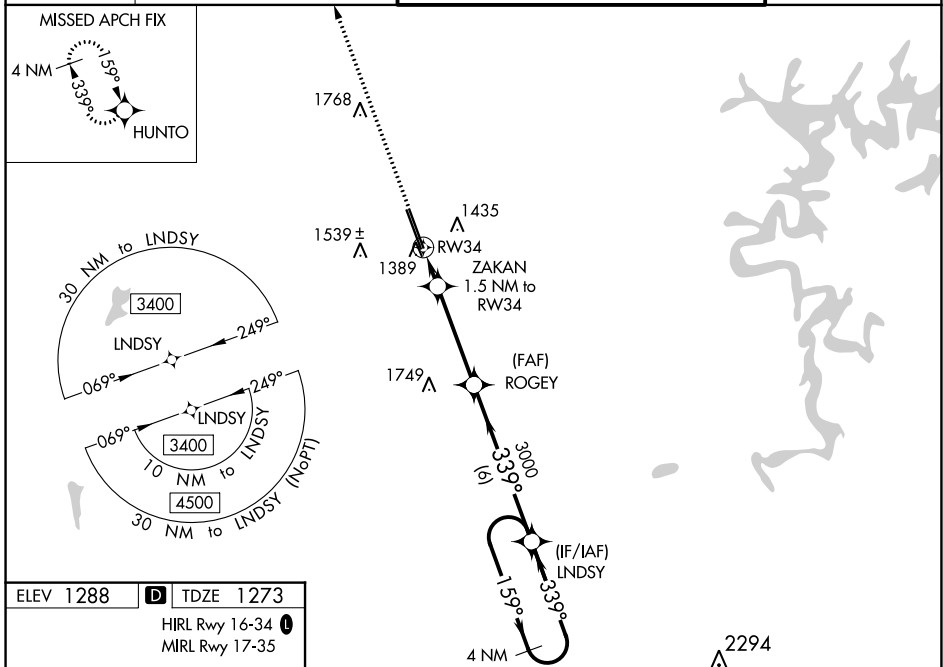 MISSED APCH FIX
4 NM
159°
339°
HUNTO
1768
1435
1539 ±
RW34
1389
ZAKAN
1.5 NM to
RW34
30 NM to LNDSY
3400
LNDSY
249°
069°
(FAF)
ROGEY
1749
249°
LNDSY
069°
3400
10 NM to LNDSY
4500
30 NM to LNDSY (NoPT)
3000
339°
(6)
(IF/IAF)
LNDSY
159°
339°
4 NM
2294
ELEV 1288 D TDZE 1273
HIRL Rwy 16-34 L
MIRL Rwy 17-35